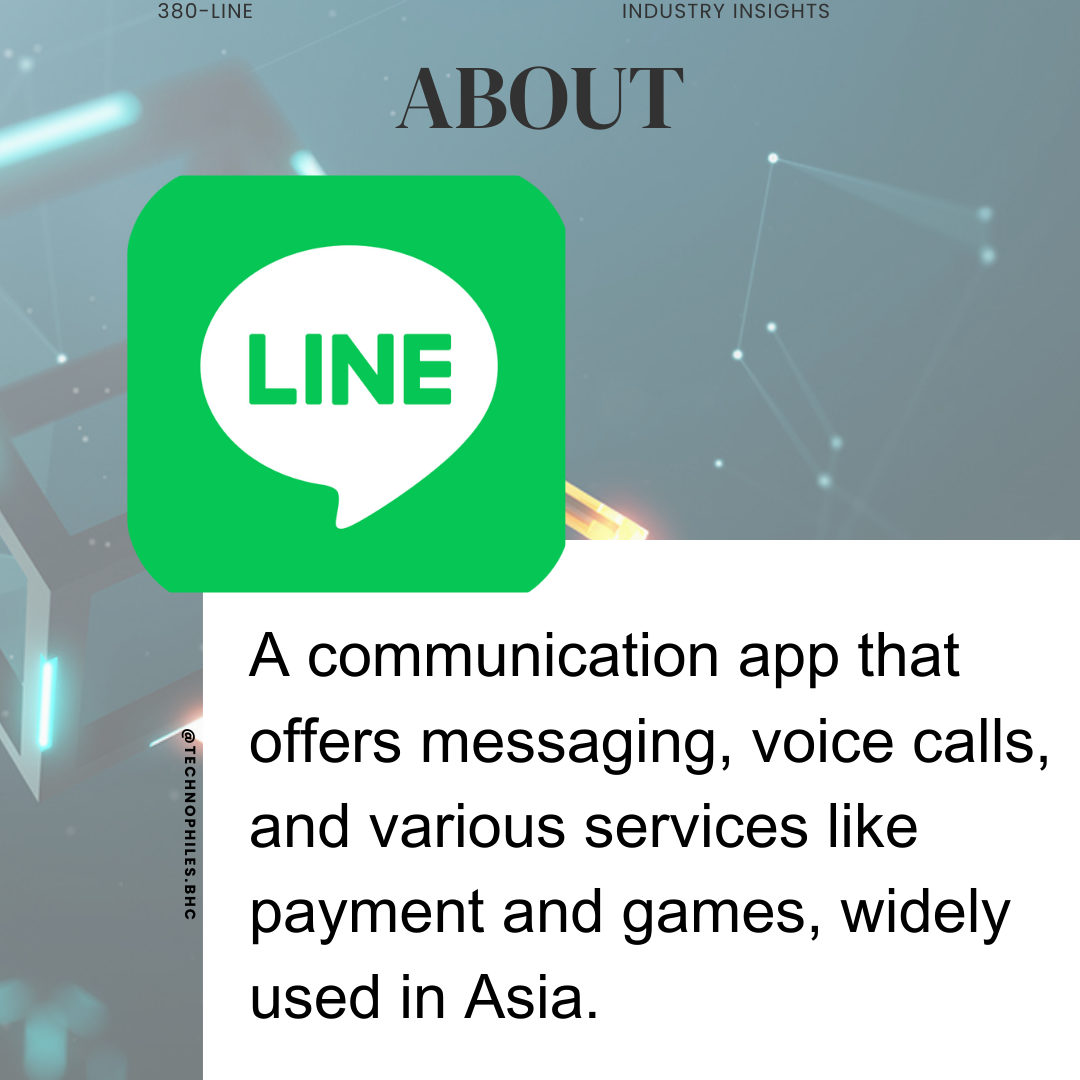 380-LINE
INDUSTRY INSIGHTS
ABOUT
LINE
A communication app that
offers messaging, voice calls,
and various services like
payment and games, widely
used in Asia.
@TECHNOPHILES.BHC